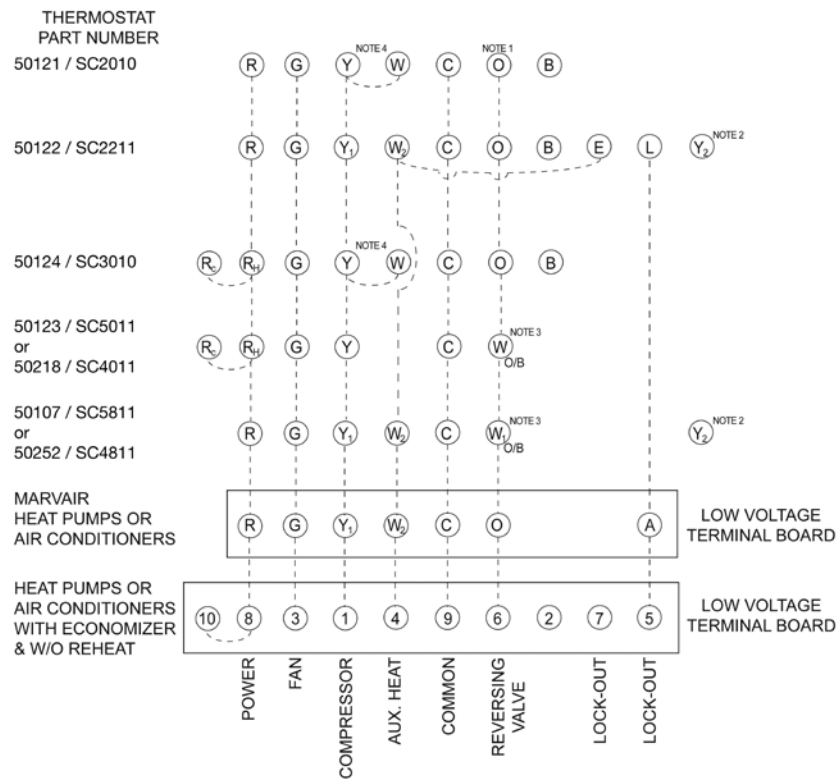 THERMOSTAT
PART NUMBER
50121 / SC2010 R G Y NOTE 4 W C O NOTE 1 B
50122 / SC2211 R G Y1 W2 C O B E L Y2 NOTE 2
50124 / SC3010 Rc RH G Y NOTE 4 W C O B
50123 / SC5011
or
50218 / SC4011
Rc RH G Y C W NOTE 3
O/B
50107 / SC5811
or
50252 / SC4811
R G Y1 W2 C W1 NOTE 3 Y2 NOTE 2
O/B
MARVAIR
HEAT PUMPS OR
AIR CONDITIONERS
R G Y1 W2 C O A
LOW VOLTAGE
TERMINAL BOARD
HEAT PUMPS OR
AIR CONDITIONERS
WITH ECONOMIZER
& W/O REHEAT
10 8 3 1 4 9 6 2 7 5
LOW VOLTAGE
TERMINAL BOARD
POWER
FAN
COMPRESSOR
AUX. HEAT
COMMON
REVERSING
VALVE
LOCK-OUT
LOCK-OUT